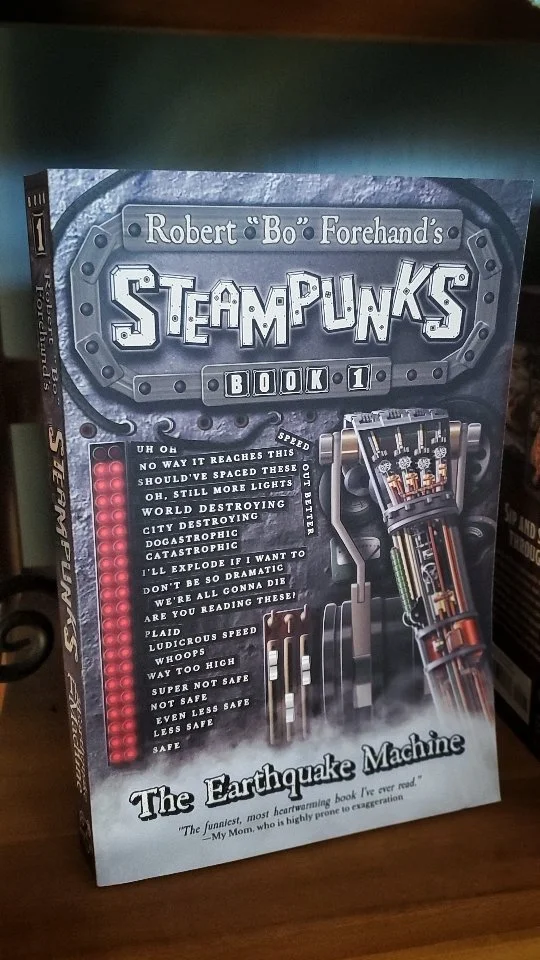 Robert "Bo" Forehand's
STEAMPUNKS
BOOK 1
UH OH
NO WAY IT REACHES THIS
SHOULD'VE SPACED THESE
OH, STILL MORE LIGHTS
SPEED OUT BETTER
WORLD DESTROYING
CITY DESTROYING
DOGASTROPHIC
CATASTROPHIC
I'LL EXPLODE IF I WANT TO
DON'T BE SO DRAMATIC
WE'RE ALL GONNA DIE
ARE YOU READING THESE?
PLAID
LUDICROUS SPEED
WHOOPS
WAY TOO HIGH
SUPER NOT SAFE
NOT SAFE
EVEN LESS SAFE
LESS SAFE
SAFE
The Earthquake Machine
"The funniest, most heartwarming book I've ever read."
—My Mom, who is highly prone to exaggeration
BOOK
1
Robert "Bo"
Forehand's
STEAMPUNKS
Machine